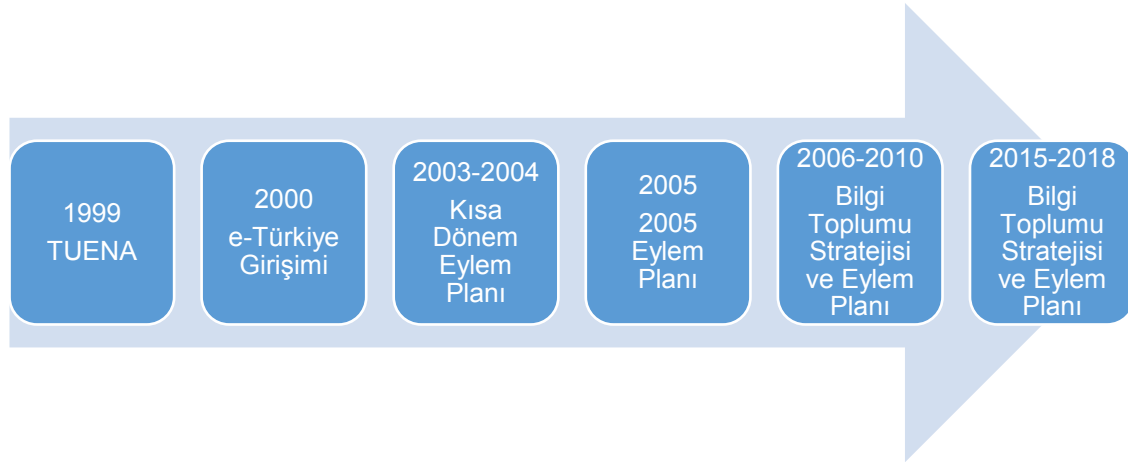 1999
TUENA
2000
e-Türkiye
Girişimi
2003-2004
Kısa
Dönem
Eylem
Planı
2005
2005
Eylem
Planı
2006-2010
Bilgi
Toplumu
Stratejisi
ve Eylem
Planı
2015-2018
Bilgi
Toplumu
Stratejisi
ve Eylem
Planı